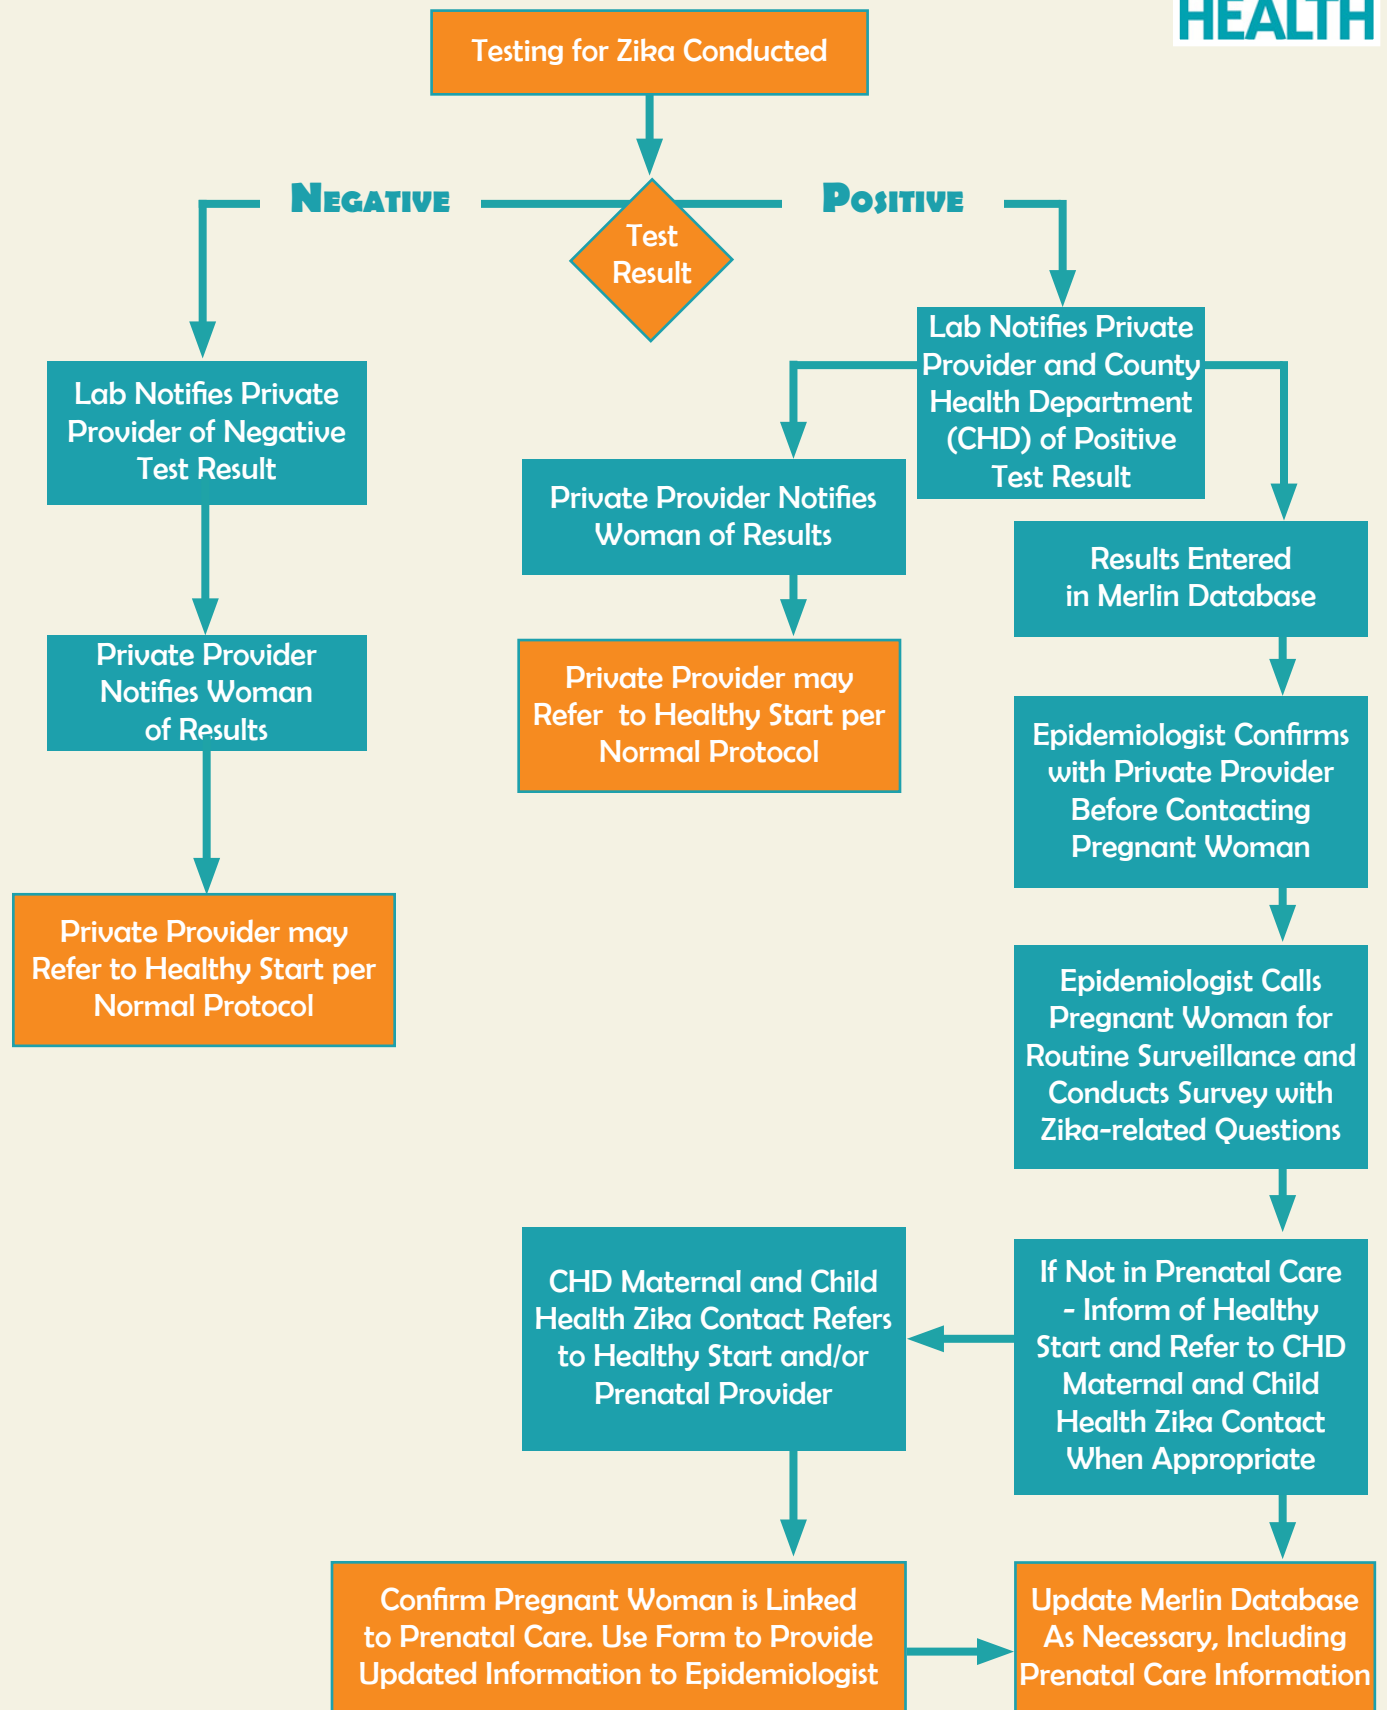 HEALTH
Testing for Zika Conducted
NEGATIVE
POSITIVE
Test
Result
Lab Notifies Private
Provider of Negative
Test Result
Private Provider
Notifies Woman
of Results
Private Provider may
Refer to Healthy Start per
Normal Protocol
Lab Notifies Private
Provider and County
Health Department
(CHD) of Positive
Test Result
Private Provider Notifies
Woman of Results
Private Provider may
Refer to Healthy Start per
Normal Protocol
Results Entered
in Merlin Database
Epidemiologist Confirms
with Private Provider
Before Contacting
Pregnant Woman
Epidemiologist Calls
Pregnant Woman for
Routine Surveillance and
Conducts Survey with
Zika-related Questions
If Not in Prenatal Care
- Inform of Healthy
Start and Refer to CHD
Maternal and Child
Health Zika Contact
When Appropriate
CHD Maternal and Child
Health Zika Contact Refers
to Healthy Start and/or
Prenatal Provider
Confirm Pregnant Woman is Linked
to Prenatal Care. Use Form to Provide
Updated Information to Epidemiologist
Update Merlin Database
As Necessary, Including
Prenatal Care Information